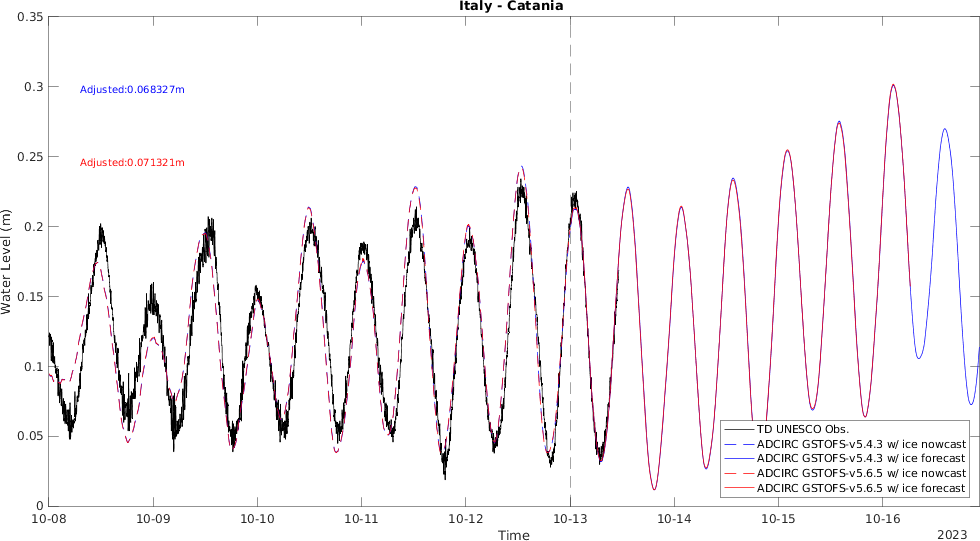 Italy - Catania
0.35
0.3
0.25
0.2
0.15
0.1
0.05
0
Water Level (m)
Adjusted:0.068327m
Adjusted:0.071321m
TD UNESCO Obs.
ADCIRC GSTOFS-v5.4.3 w/ ice nowcast
ADCIRC GSTOFS-v5.4.3 w/ ice forecast
ADCIRC GSTOFS-v5.6.5 w/ ice nowcast
ADCIRC GSTOFS-v5.6.5 w/ ice forecast
10-08 10-09 10-10 10-11 10-12 10-13 10-14 10-15 10-16
Time
2023